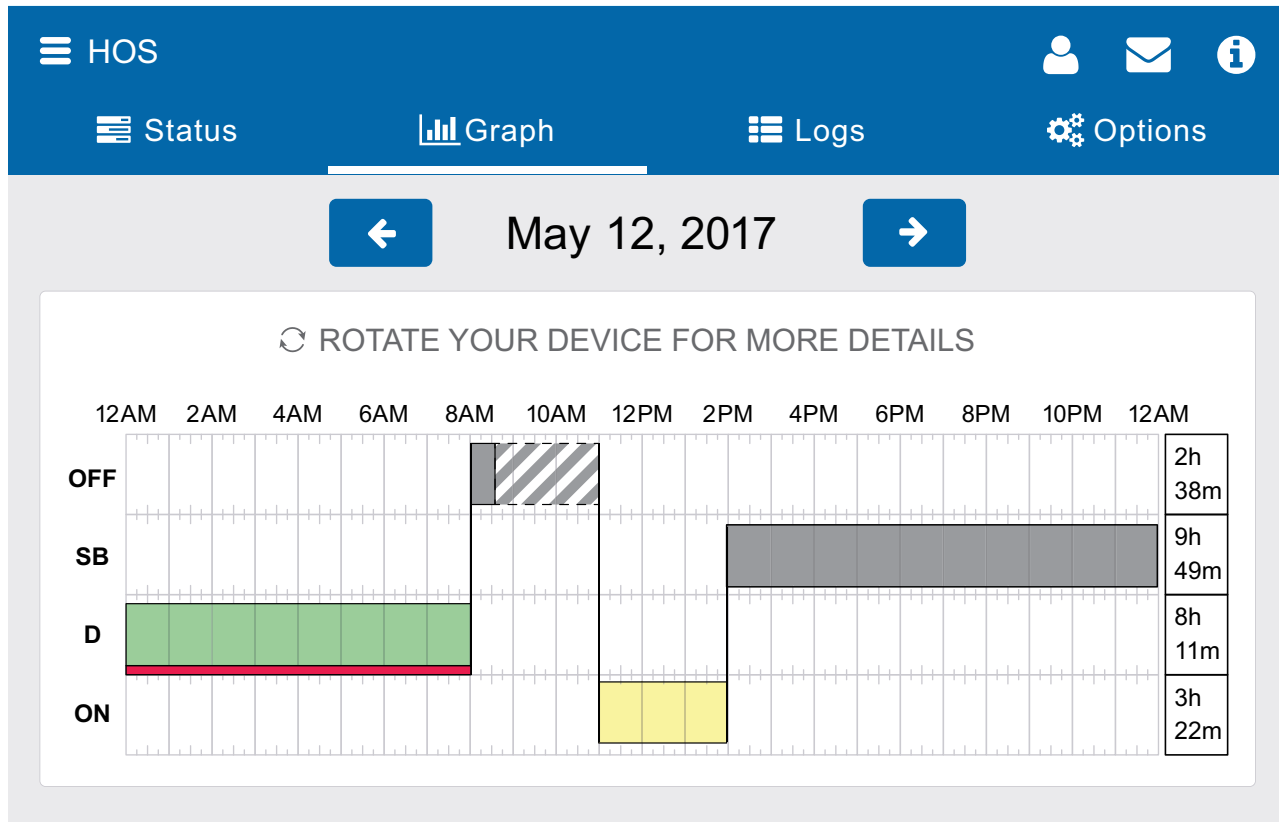 HOS
Status Graph Logs Options
May 12, 2017
ROTATE YOUR DEVICE FOR MORE DETAILS
12AM 2AM 4AM 6AM 8AM 10AM 12PM 2PM 4PM 6PM 8PM 10PM 12AM
OFF
2h
38m
SB
9h
49m
D
8h
11m
ON
3h
22m